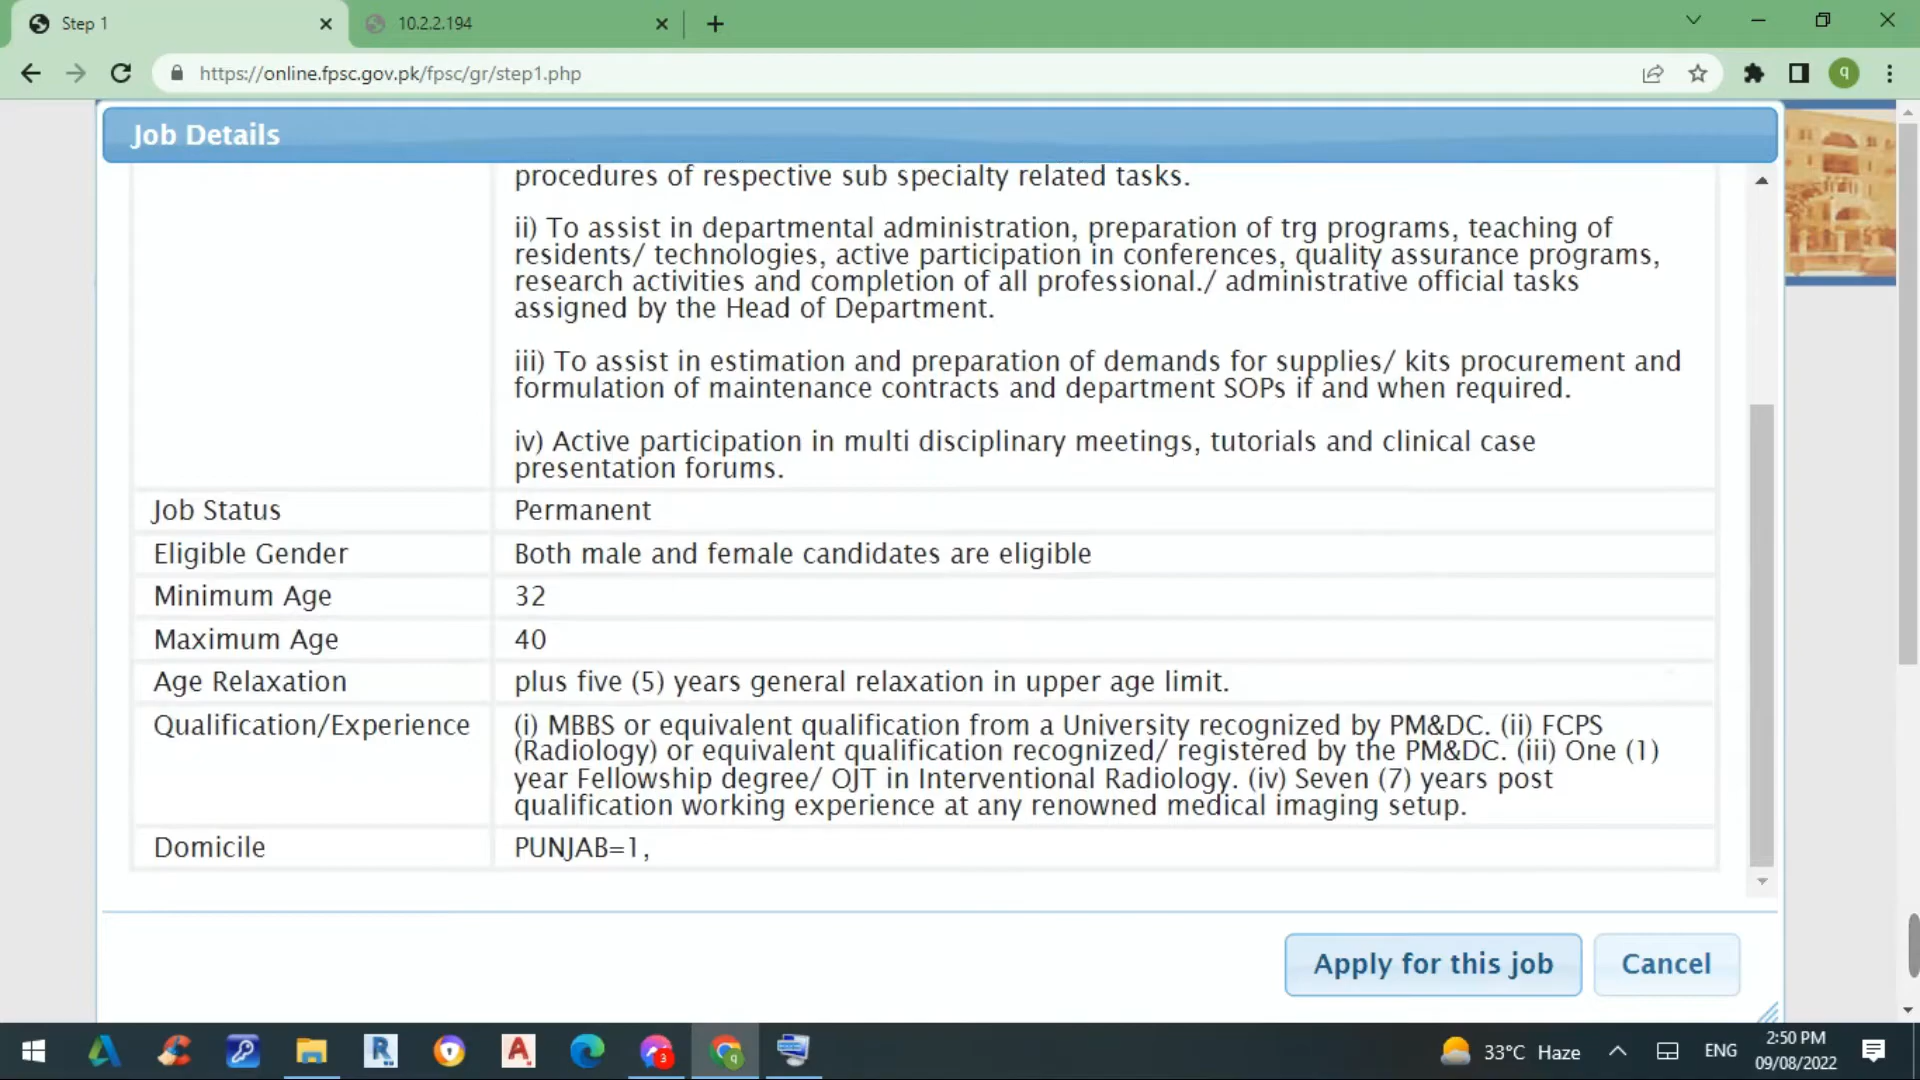 Step 1
10.2.2.194
https://online.fpsc.gov.pk/fpsc/gr/step1.php
q
Job Details
procedures of respective sub specialty related tasks.
ii) To assist in departmental administration, preparation of trg programs, teaching of
residents/ technologies, active participation in conferences, quality assurance programs,
research activities and completion of all professional./ administrative official tasks
assigned by the Head of Department.
iii) To assist in estimation and preparation of demands for supplies/ kits procurement and
formulation of maintenance contracts and department SOPs if and when required.
iv) Active participation in multi disciplinary meetings, tutorials and clinical case
presentation forums.
Job Status Permanent
Eligible Gender Both male and female candidates are eligible
Minimum Age 32
Maximum Age 40
Age Relaxation plus five (5) years general relaxation in upper age limit.
Qualification/Experience (i) MBBS or equivalent qualification from a University recognized by PM&DC. (ii) FCPS
(Radiology) or equivalent qualification recognized/ registered by the PM&DC. (iii) One (1)
year Fellowship degree/ OJT in Interventional Radiology. (iv) Seven (7) years post
qualification working experience at any renowned medical imaging setup.
Domicile PUNJAB=1,
Apply for this job Cancel
R A 3 q 33°C Haze ENG 2:50 PM
09/08/2022